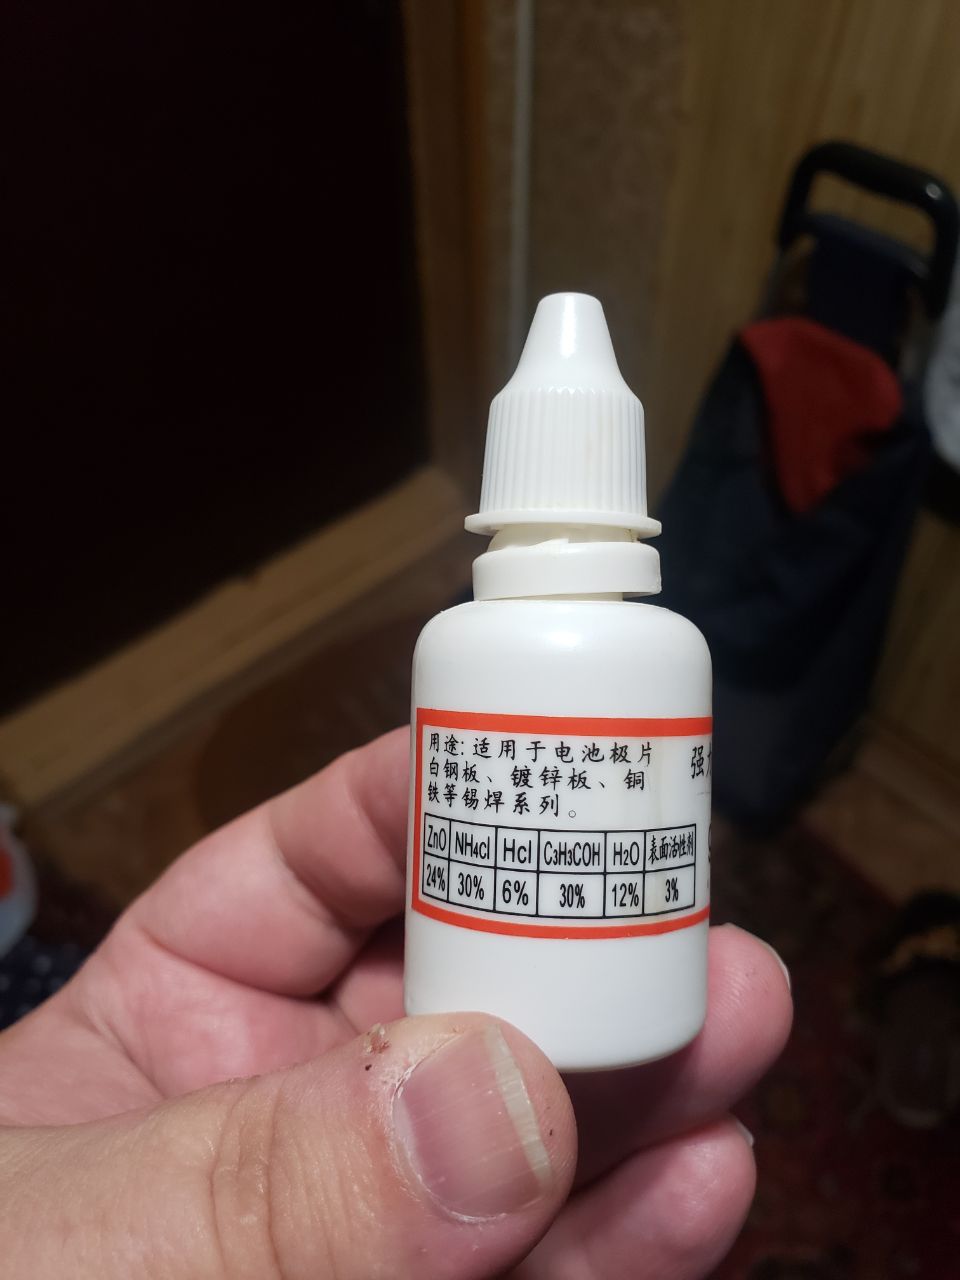 用途: 适用于电池极片
白钢板、镀锌板、铜
铁等锡焊系列。
ZnO NH4cl Hcl C3H3COH H2O 表面活性剂
24% 30% 6% 30% 12% 3%
强